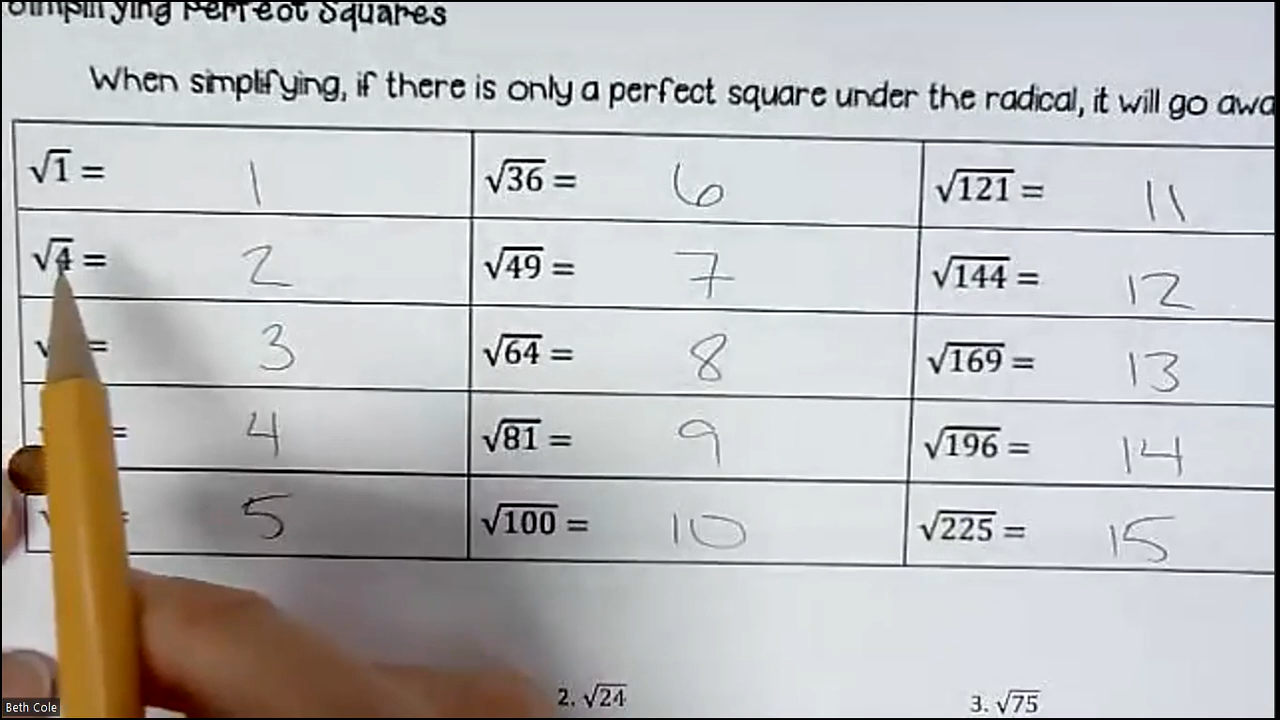 Simplifying Perfect Squares
When simplifying, if there is only a perfect square under the radical, it will go
√1 = 1 √36 = 6 √121 = 11
√4 = 2 √49 = 7 √144 = 12
= 3 √64 = 8 √169 = 13
= 4 √81 = 9 √196 = 14
= 5 √100 = 10 √225 = 15
2. √24 3. √75
Beth Cole